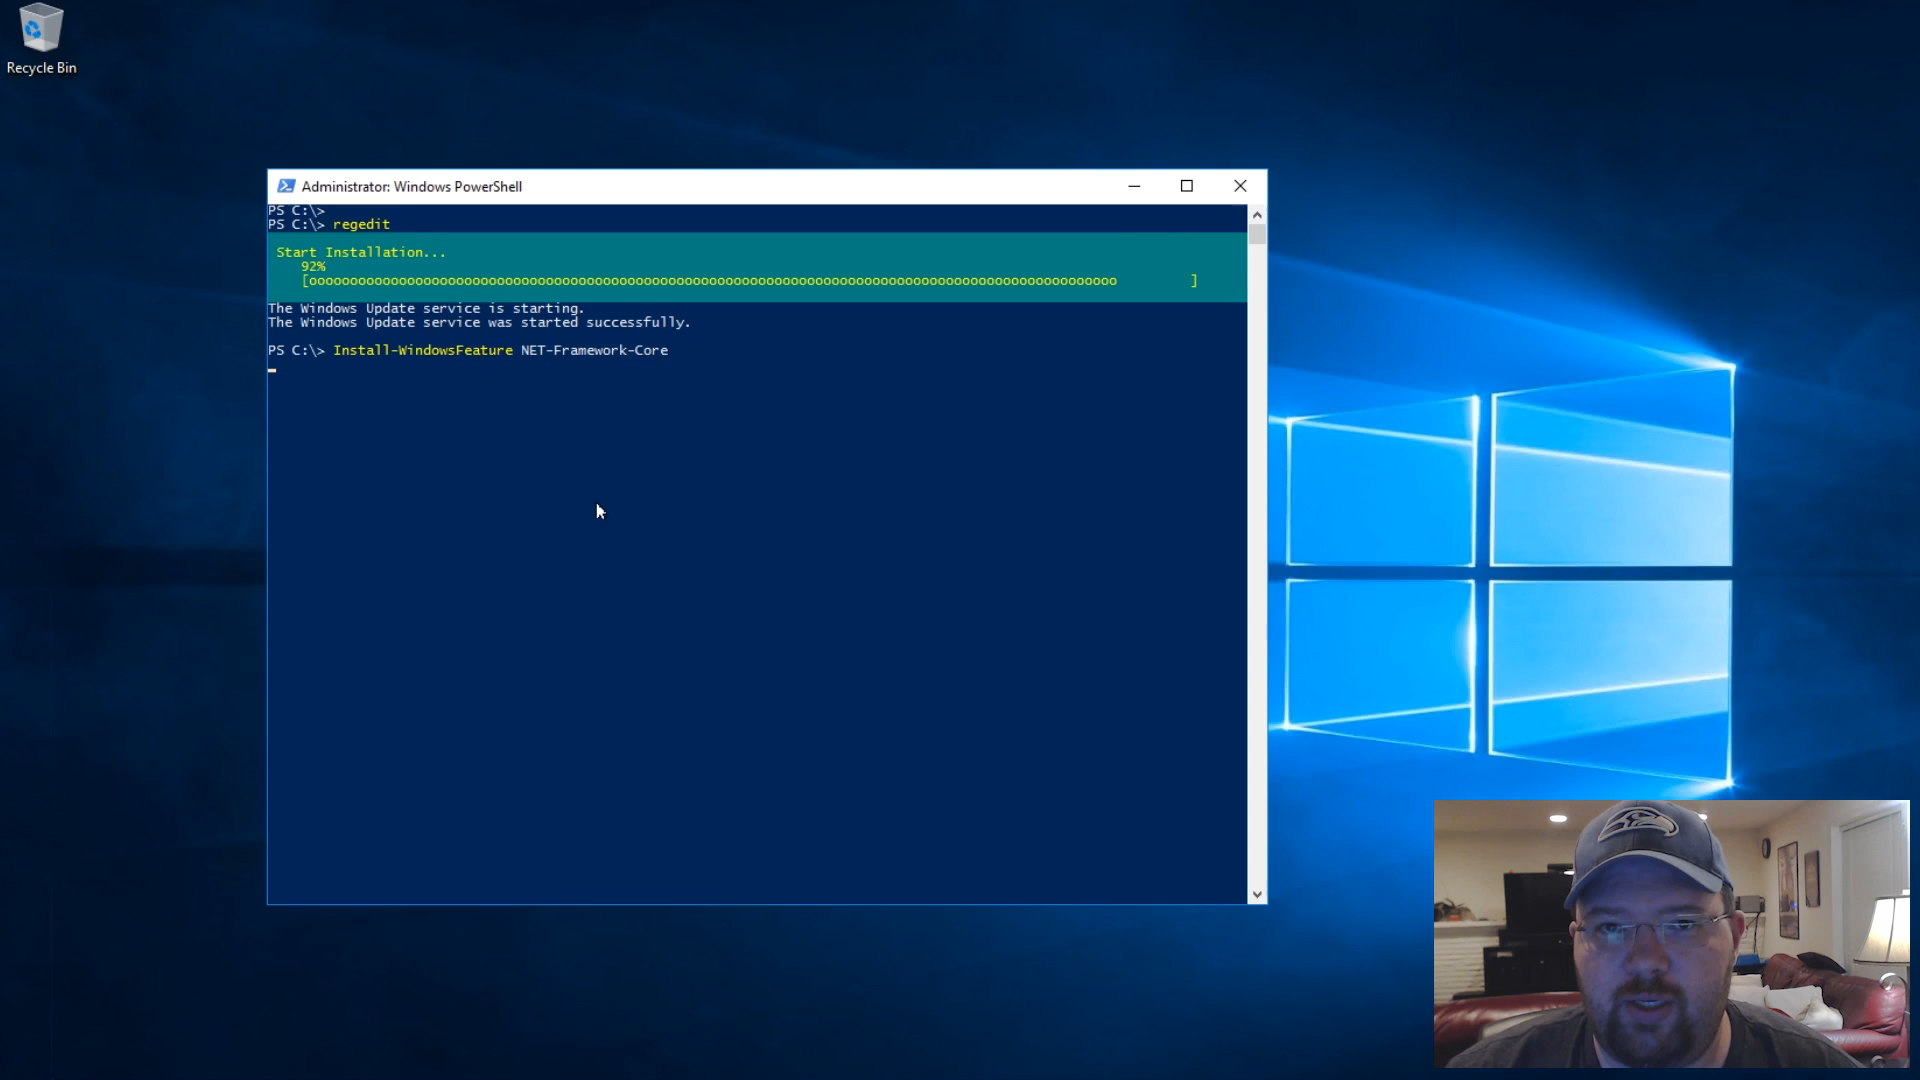 Recycle Bin
Administrator: Windows PowerShell
PS C:\>
PS C:\> regedit
Start Installation...
92%
[oooooooooooooooooooooooooooooooooooooooooooooooooooooooooooooooooooooooooooooooooooooooooooooooooooo ]
The Windows Update service is starting.
The Windows Update service was started successfully.
PS C:\> Install-WindowsFeature NET-Framework-Core